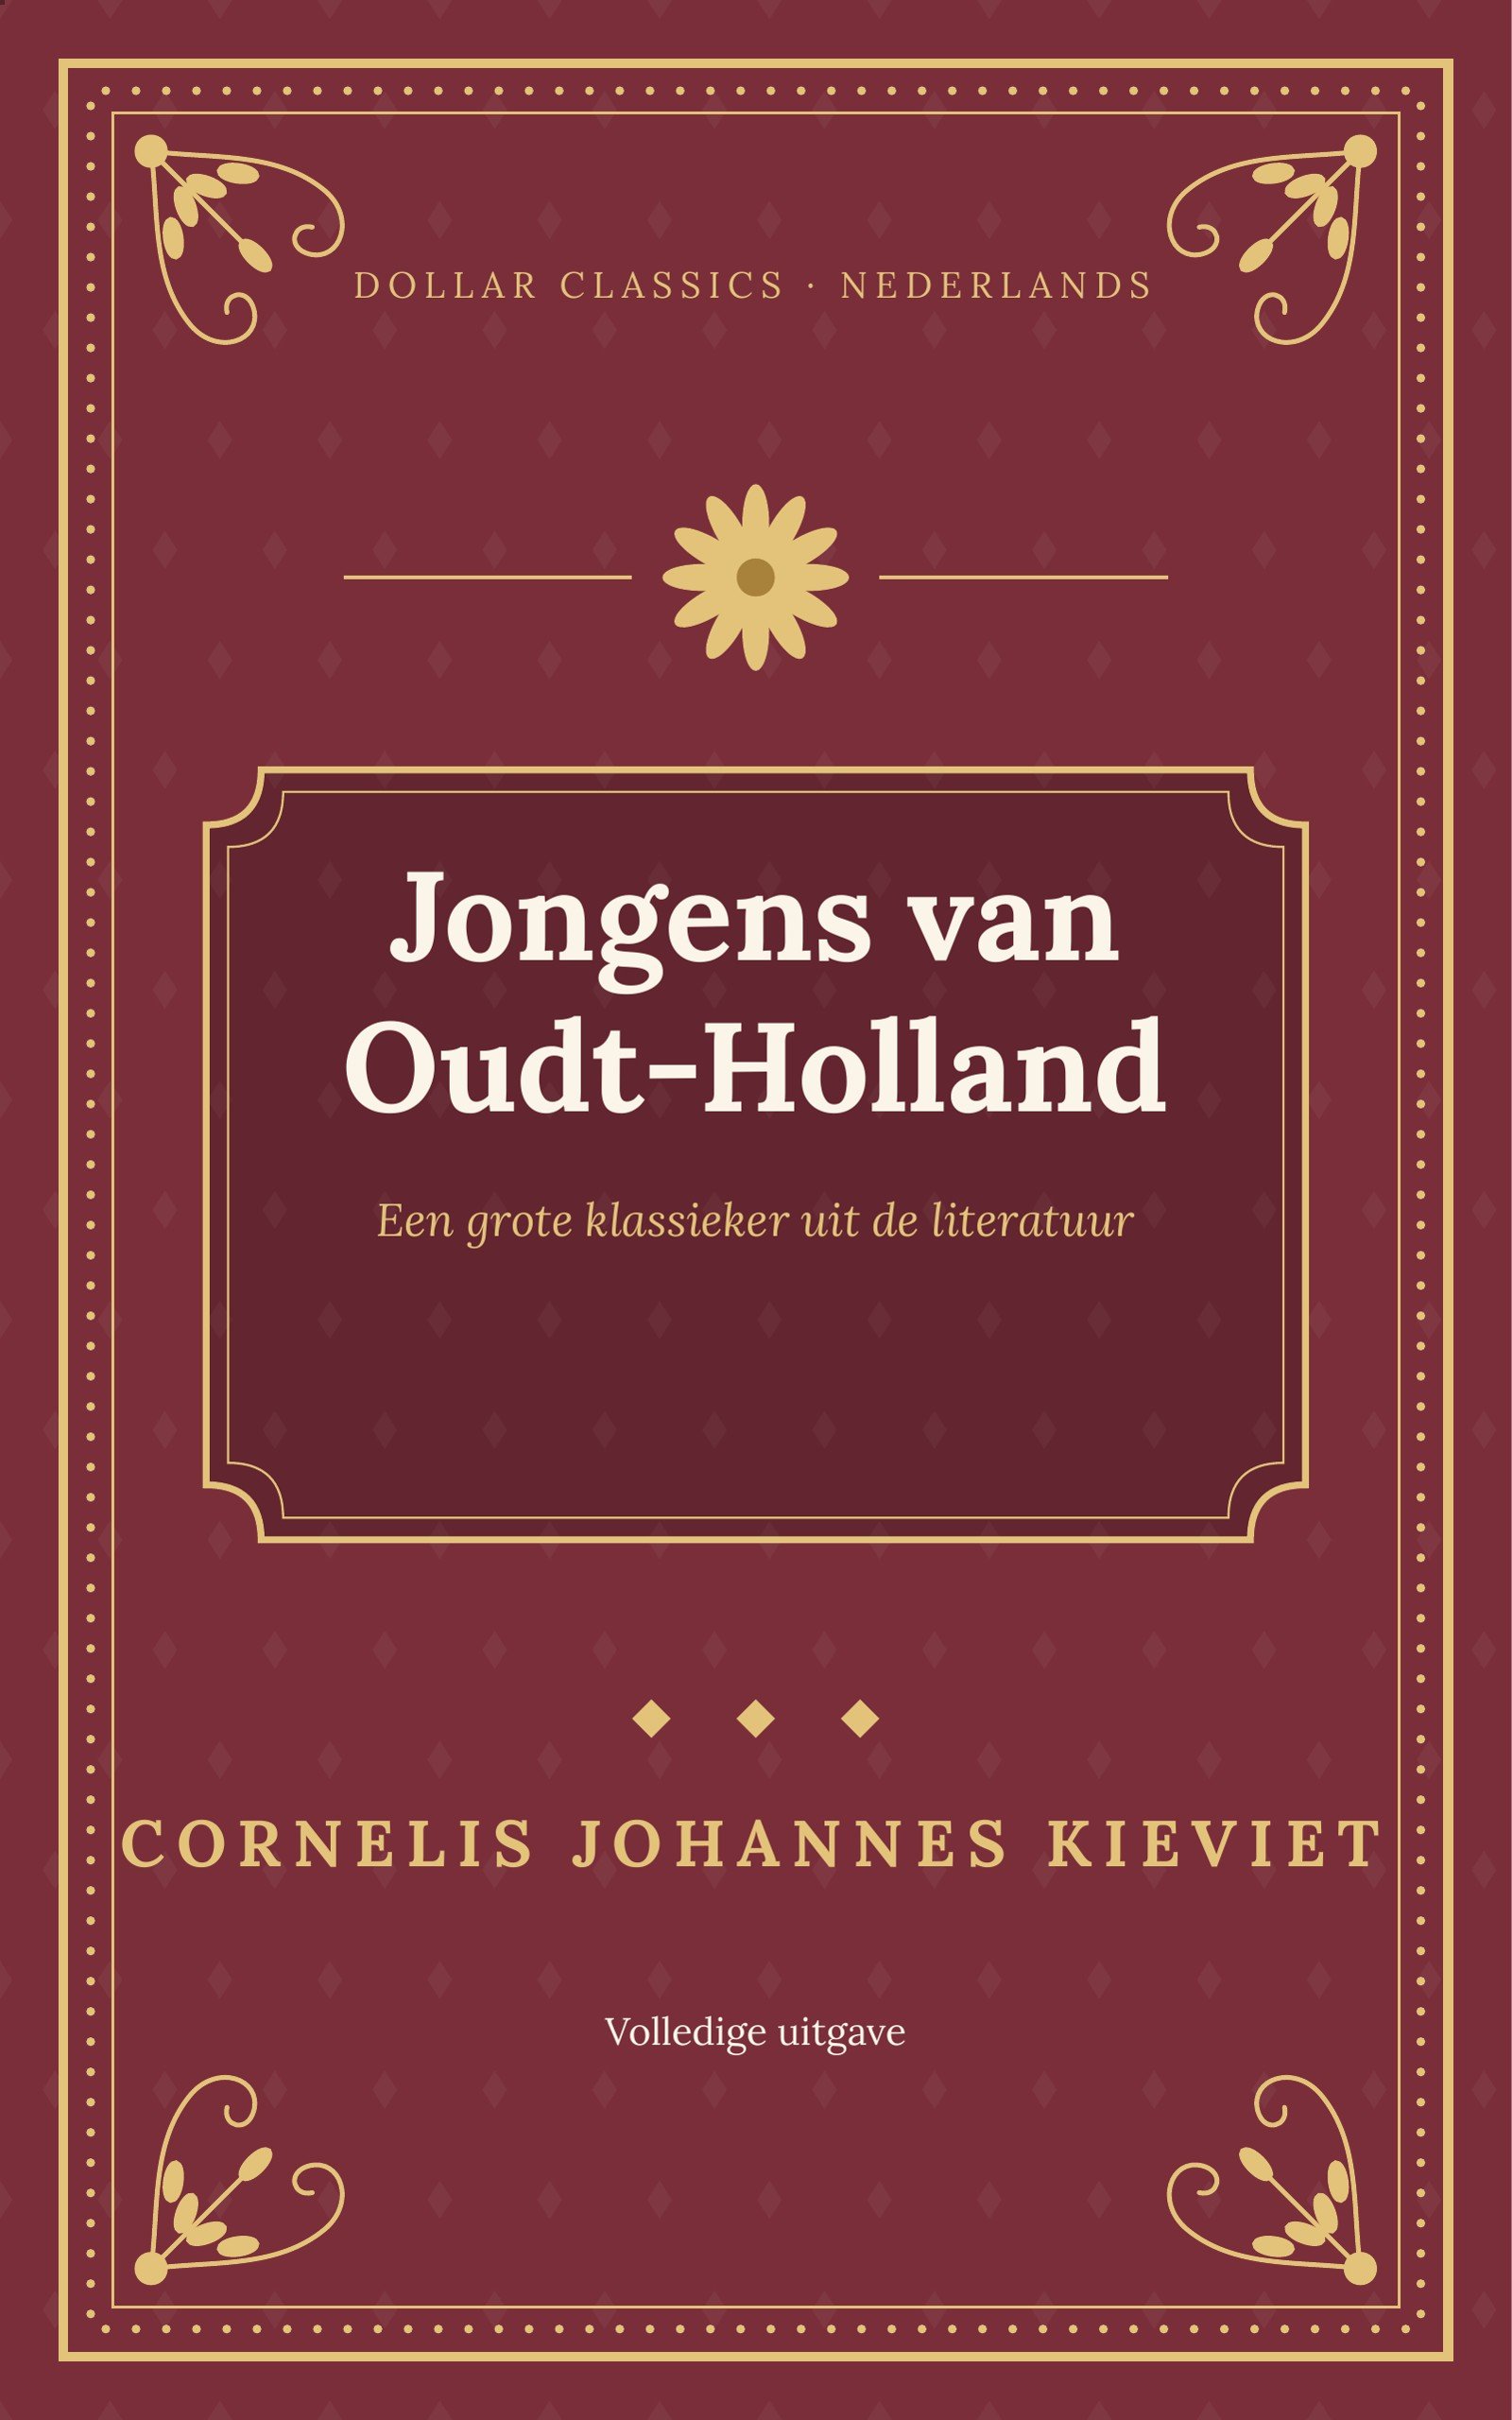 DOLLAR CLASSICS · NEDERLANDS
Jongens van
Oudt-Holland
Een grote klassieker uit de literatuur
CORNELIS JOHANNES KIEVIET
Volledige uitgave